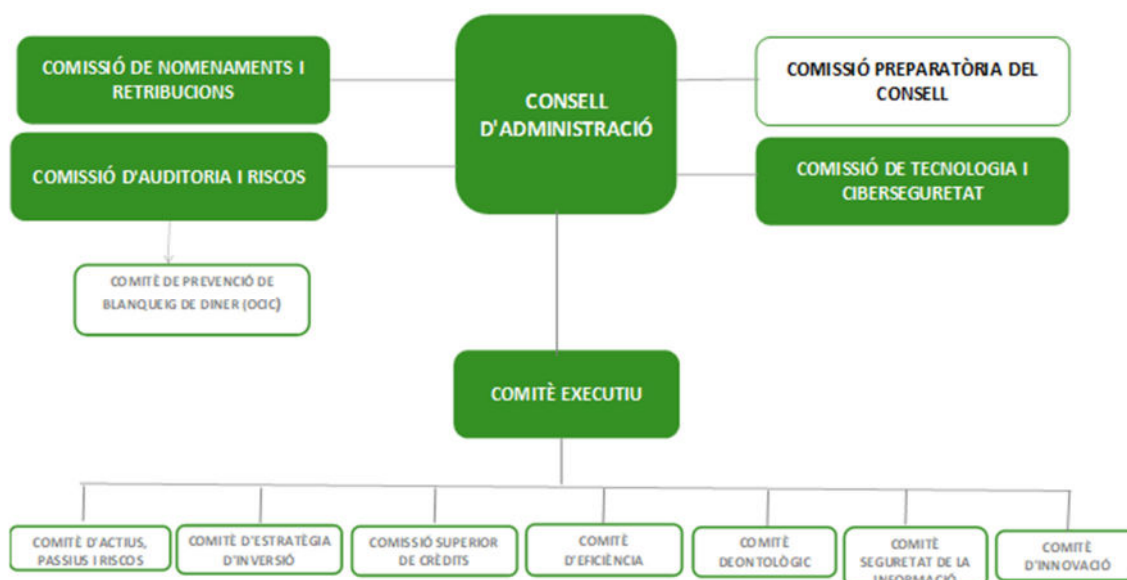 COMISSIÓ DE NOMENAMENTS I
RETRIBUCIONS
CONSELL
D'ADMINISTRACIÓ
COMISSIÓ PREPARATÒRIA DEL
CONSELL
COMISSIÓ D'AUDITORIA I RISCOS
COMISSIÓ DE TECNOLOGIA I
CIBERSEGURETAT
COMITÈ DE PREVENCIÓ DE
BLANQUEIG DE DINER (OCIC)
COMITÈ EXECUTIU
COMITÈ D'ACTIUS,
PASSIUS I RISCOS
COMITÈ D'ESTRATÈGIA
D'INVERSIÓ
COMISSIÓ SUPERIOR
DE CRÈDITS
COMITÈ
D'EFICIÈNCIA
COMITÈ
DEONTOLÒGIC
COMITÈ
SEGURETAT DE LA
INFORMACIÓ
COMITÈ
D'INNOVACIÓ